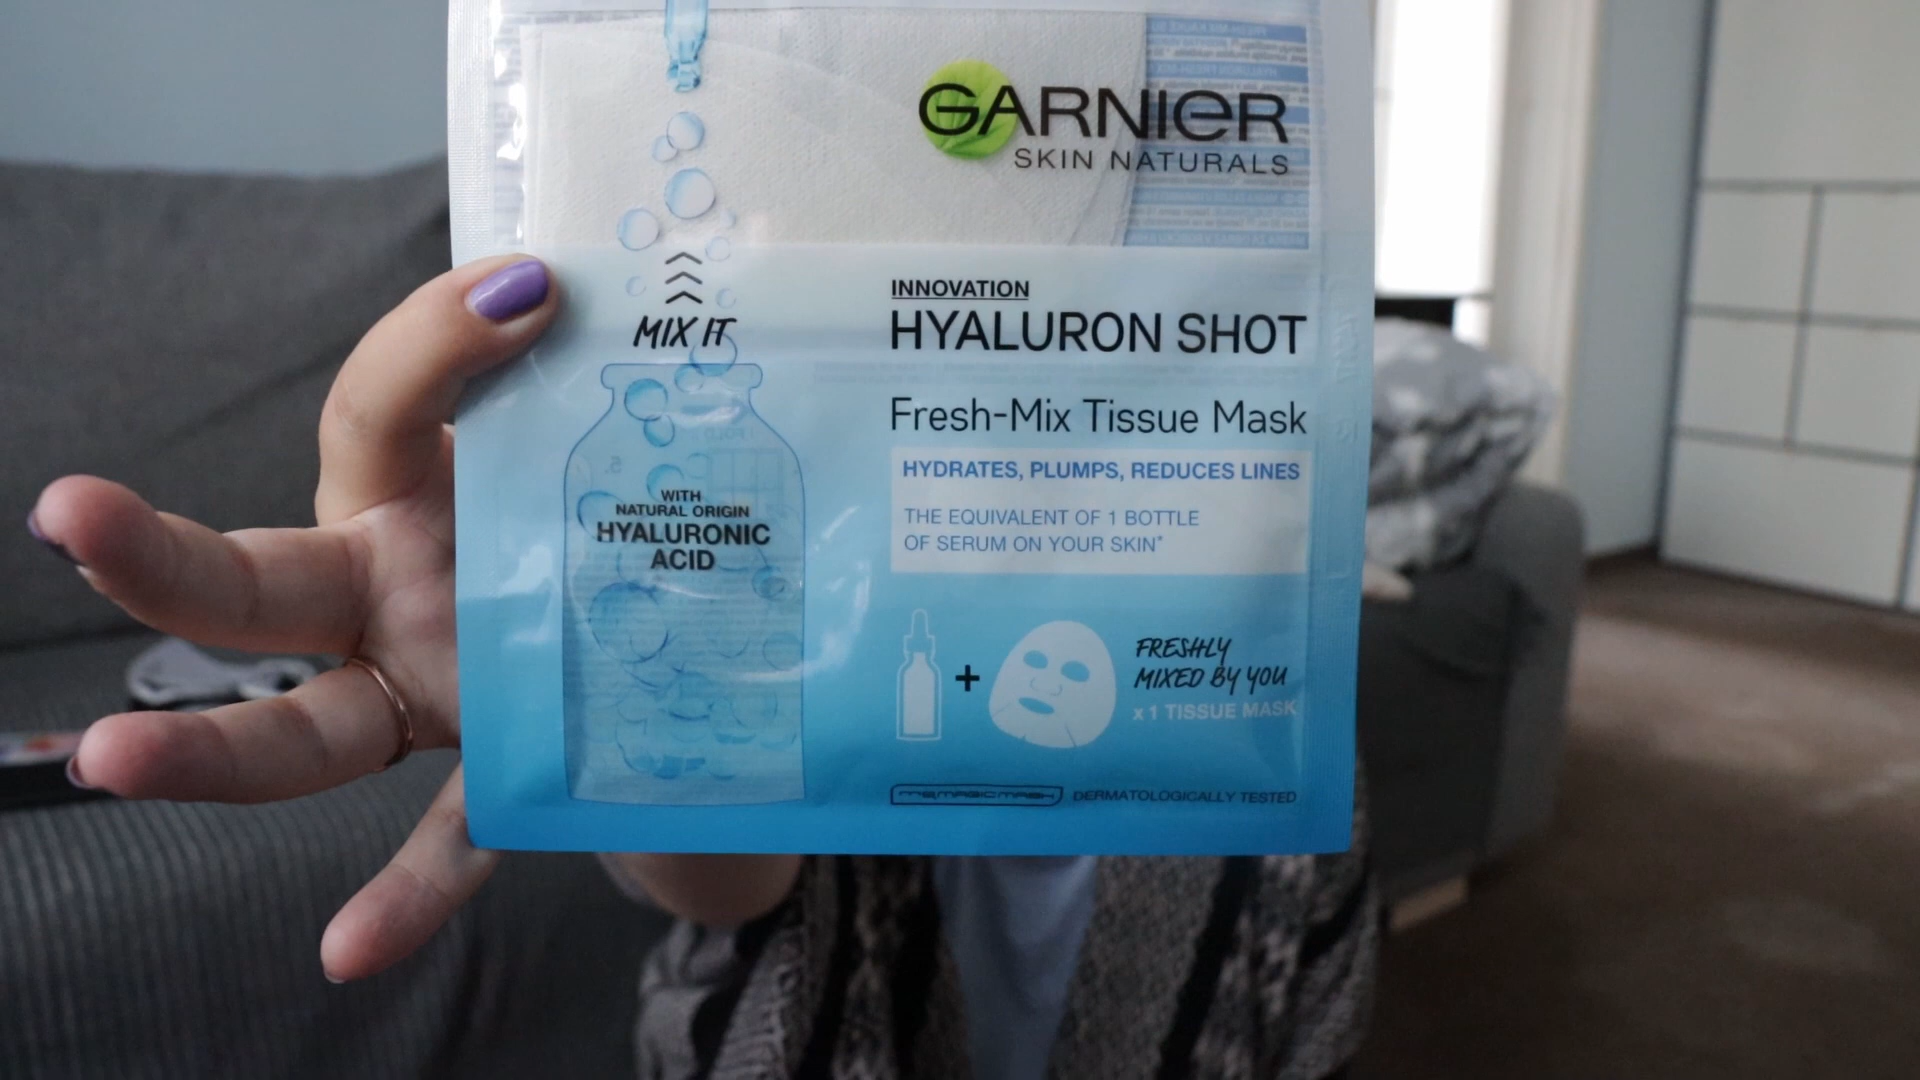 GARNIER
SKIN NATURALS
MIX IT
WITH
NATURAL ORIGIN
HYALURONIC
ACID
INNOVATION
HYALURON SHOT
Fresh-Mix Tissue Mask
HYDRATES, PLUMPS, REDUCES LINES
THE EQUIVALENT OF 1 BOTTLE
OF SERUM ON YOUR SKIN*
+
FRESHLY
MIXED BY YOU
x 1 TISSUE MASK
DERMATOLOGICALLY TESTED